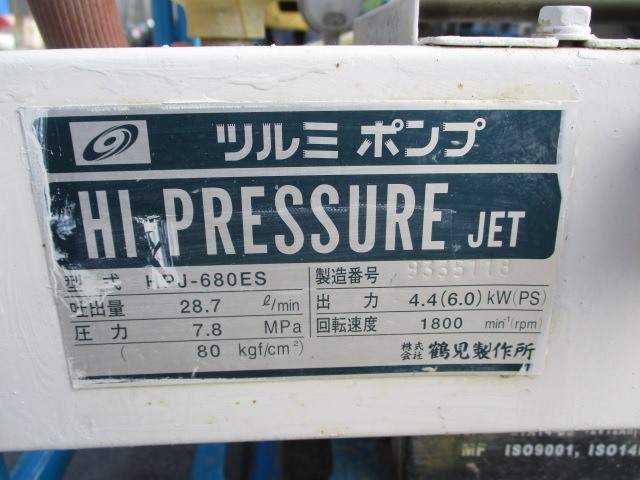 ツルミ ポンプ
HI-PRESSURE JET
型式 HPJ-680ES
吐出量 28.7 ℓ/min
圧力 7.8 MPa
( 80 kgf/cm²)
製造番号
出力 4.4(6.0) kW(PS)
回転速度 1800 min⁻¹(rpm)
株式会社 鶴見製作所
MF ISO9001, ISO14